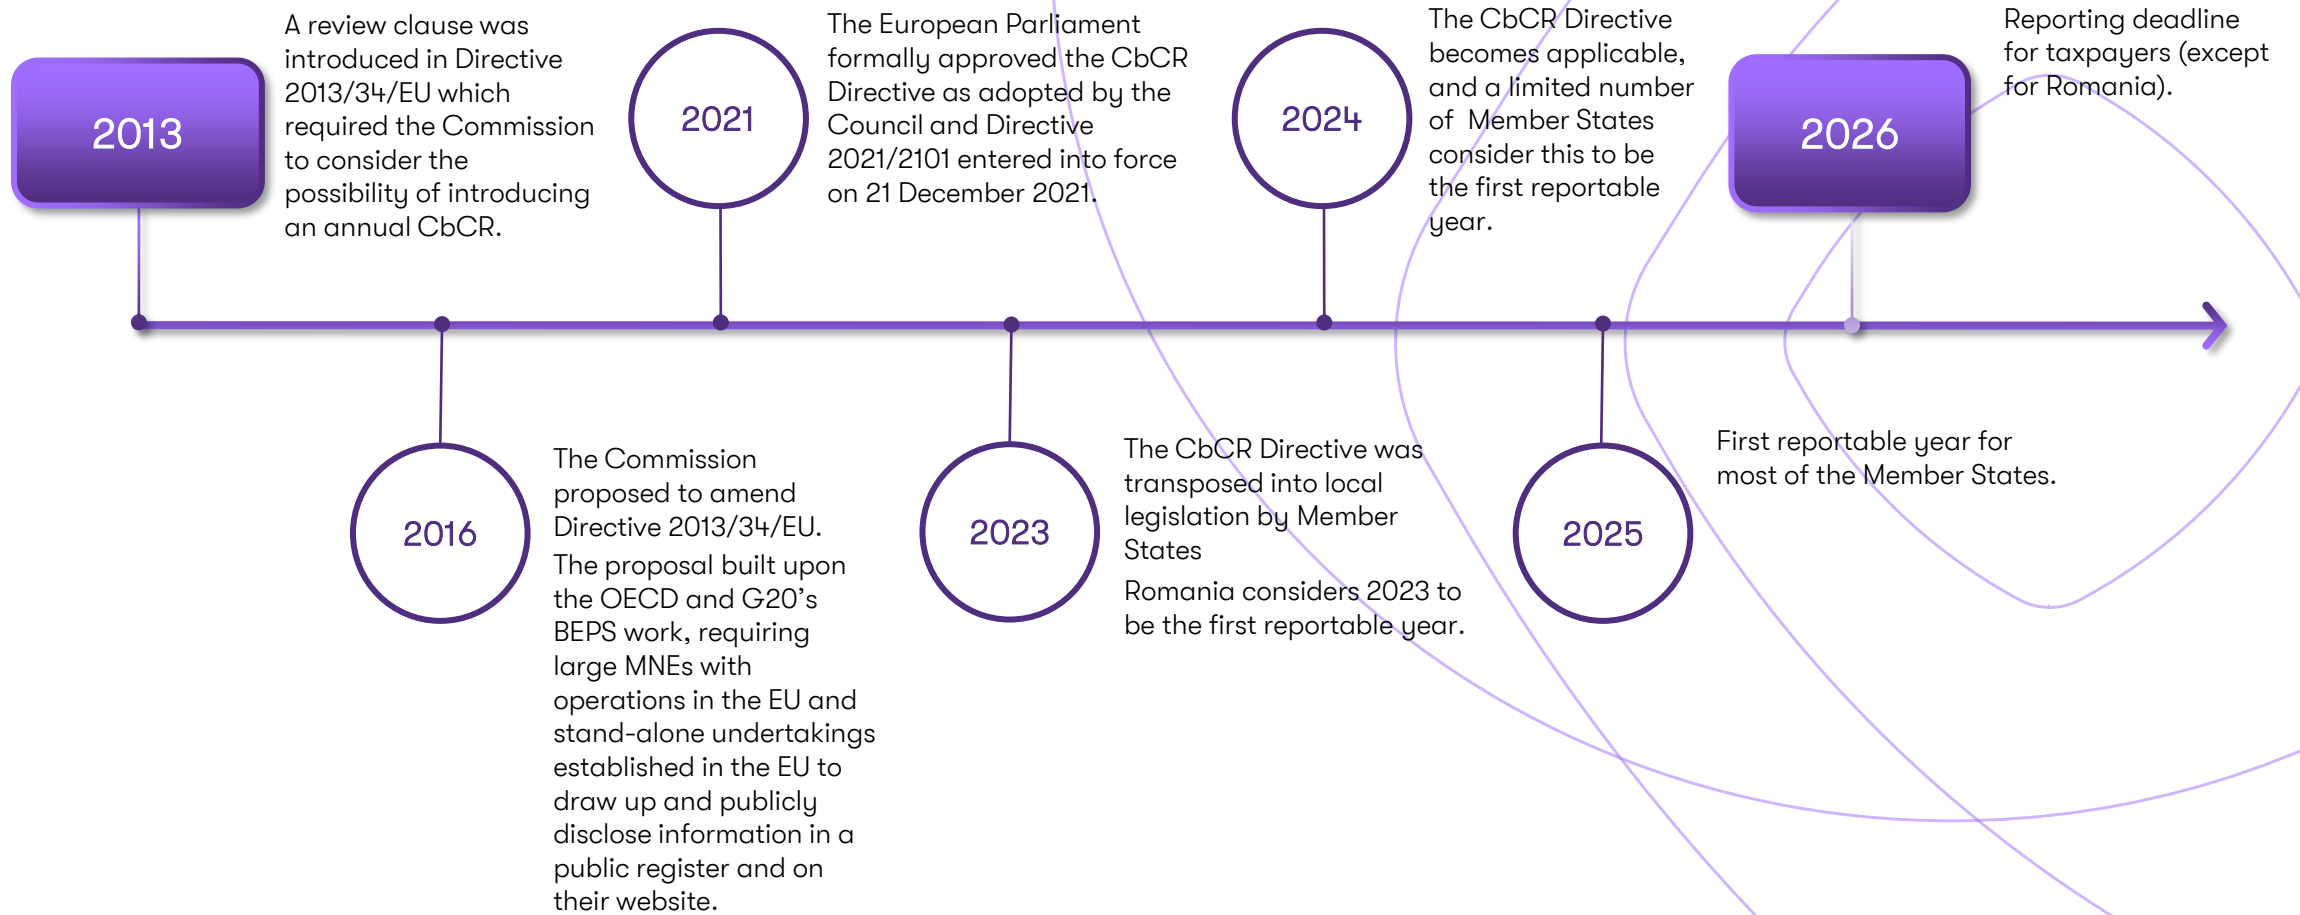 2013
A review clause was
introduced in Directive
2013/34/EU which
required the Commission
to consider the
possibility of introducing
an annual CbCR.
2016
The Commission
proposed to amend
Directive 2013/34/EU.
The proposal built upon
the OECD and G20’s
BEPS work, requiring
large MNEs with
operations in the EU and
stand-alone undertakings
established in the EU to
draw up and publicly
disclose information in a
public register and on
their website.
2021
The European Parliament
formally approved the CbCR
Directive as adopted by the
Council and Directive
2021/2101 entered into force
on 21 December 2021.
2023
The CbCR Directive was
transposed into local
legislation by Member
States
Romania considers 2023 to
be the first reportable year.
2024
The CbCR Directive
becomes applicable,
and a limited number
of  Member States
consider this to be
the first reportable
year.
2025
First reportable year for
most of the Member States.
2026
Reporting deadline
for taxpayers (except
for Romania).